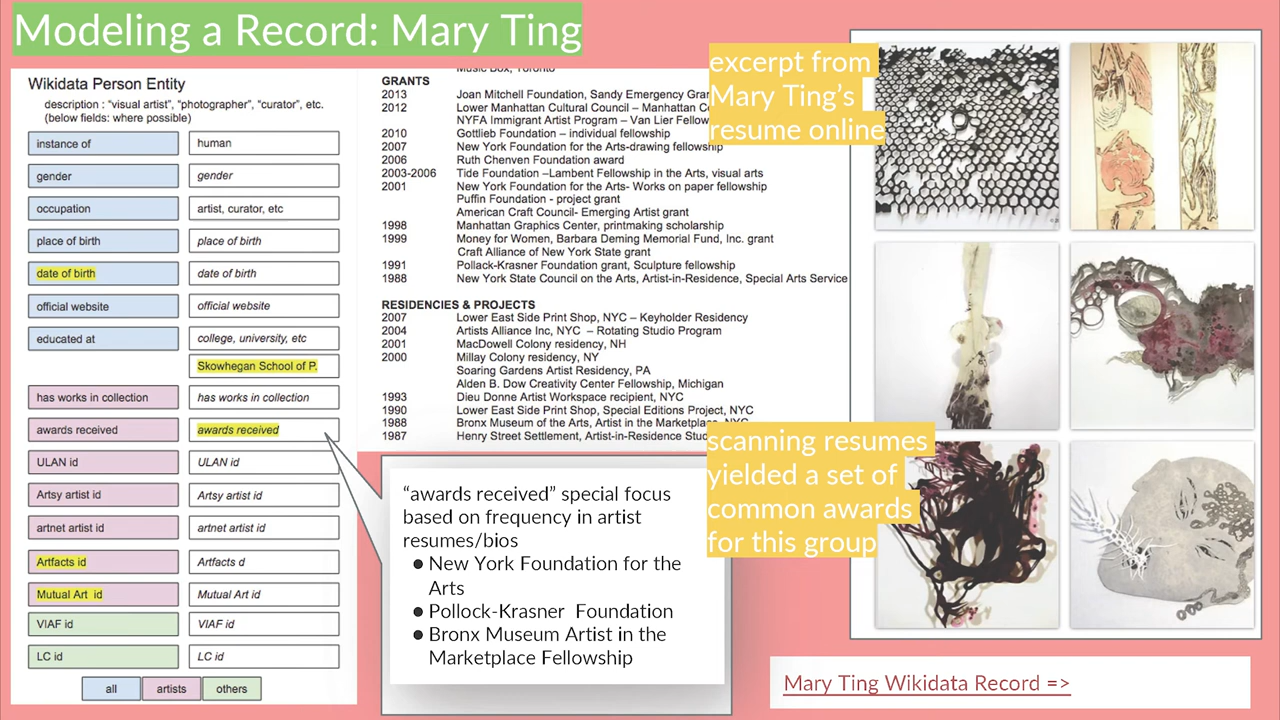 Modeling a Record: Mary Ting
Wikidata Person Entity
description : “visual artist”, “photographer”, “curator”, etc.
(below fields: where possible)
instance of
human
gender
gender
occupation
artist, curator, etc
place of birth
place of birth
date of birth
date of birth
official website
official website
educated at
college, university, etc
Skowhegan School of P.
has works in collection
has works in collection
awards received
awards received
ULAN id
ULAN id
Artsy artist id
Artsy artist id
artnet artist id
artnet artist id
Artfacts id
Artfacts d
Mutual Art id
Mutual Art id
VIAF id
VIAF id
LC id
LC id
all
artists
others
Music Box, Toronto
GRANTS
2013 Joan Mitchell Foundation, Sandy Emergency
2012 Lower Manhattan Cultural Council – Manhattan
NYFA Immigrant Artist Program – Van Lier
2010 Gottlieb Foundation – individual fellowship
2007 New York Foundation for the Arts-drawing fellowship
2006 Ruth Chenven Foundation award
2003-2006 Tide Foundation –Lambent Fellowship in the Arts, visual arts
2001 New York Foundation for the Arts- Works on paper fellowship
Puffin Foundation - project grant
American Craft Council- Emerging Artist grant
1998 Manhattan Graphics Center, printmaking scholarship
1999 Money for Women, Barbara Deming Memorial Fund, Inc. grant
Craft Alliance of New York State grant
1991 Pollack-Krasner Foundation grant, Sculpture fellowship
1988 New York State Council on the Arts, Artist-in-Residence, Special Arts Service
RESIDENCIES & PROJECTS
2007 Lower East Side Print Shop, NYC – Keyholder Residency
2004 Artists Alliance Inc, NYC – Rotating Studio Program
2001 MacDowell Colony residency, NH
2000 Millay Colony residency, NY
Soaring Gardens Artist Residency, PA
Alden B. Dow Creativity Center Fellowship, Michigan
1993 Dieu Donne Artist Workspace recipient, NYC
1990 Lower East Side Print Shop, Special Editions Project, NYC
1988 Bronx Museum of the Arts, Artist in the Marketplace, NYC
1987 Henry Street Settlement, Artist-in-Residence
excerpt from
Mary Ting’s
resume online
scanning resumes
yielded a set of
common awards
for this group
“awards received” special focus
based on frequency in artist
resumes/bios
● New York Foundation for the
Arts
● Pollock-Krasner Foundation
● Bronx Museum Artist in the
Marketplace Fellowship
Mary Ting Wikidata Record =>